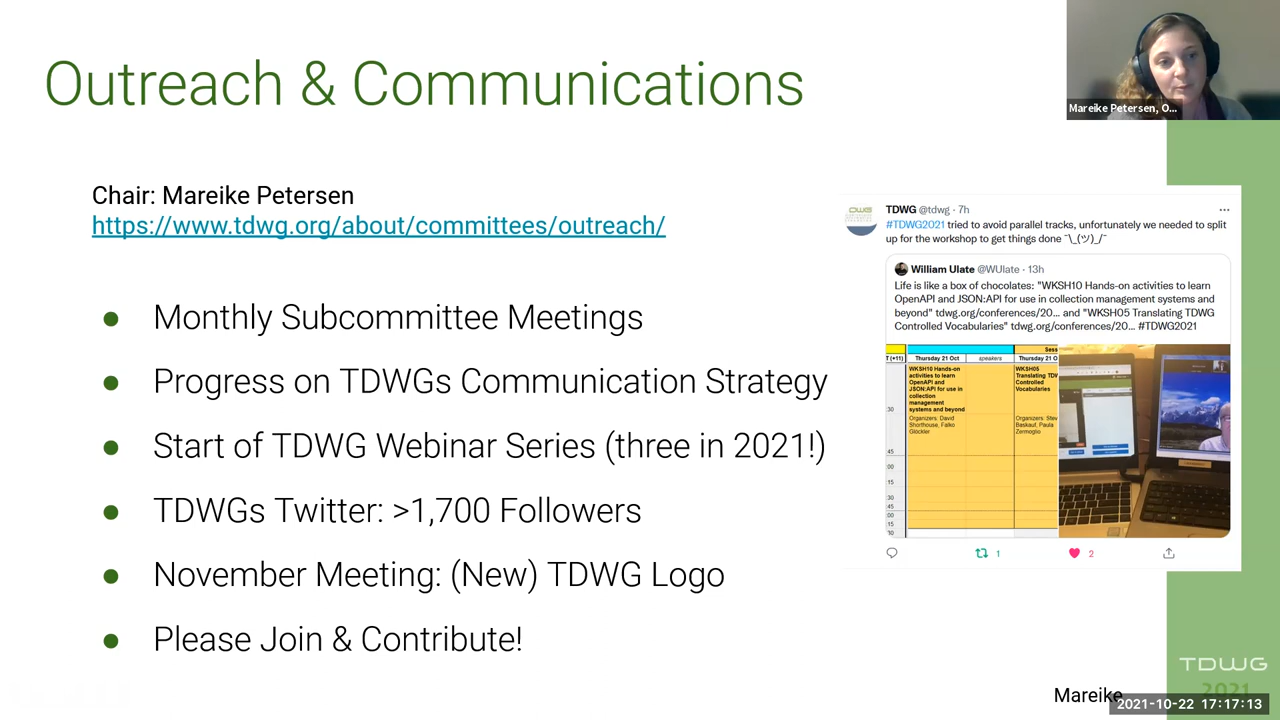 Outreach & Communications
Mareike Petersen, O...
Chair: Mareike Petersen
https://www.tdwg.org/about/committees/outreach/
● Monthly Subcommittee Meetings
● Progress on TDWGs Communication Strategy
● Start of TDWG Webinar Series (three in 2021!)
● TDWGs Twitter: >1,700 Followers
● November Meeting: (New) TDWG Logo
● Please Join & Contribute!
TDWG @tdwg · 7h
#TDWG2021 tried to avoid parallel tracks, unfortunately we needed to split
up for the workshop to get things done ¯\_(ツ)_/¯
William Ulate @WUlate · 13h
Life is like a box of chocolates: "WKSH10 Hands-on activities to learn
OpenAPI and JSON:API for use in collection management systems and
beyond" tdwg.org/conferences/20... and "WKSH05 Translating TDWG
Controlled Vocabularies" tdwg.org/conferences/20... #TDWG2021
Sess
T (+11) Thursday 21 Oct speakers Thursday 21 O
WKSH10 Hands-on
activities to learn
OpenAPI and
JSON:API for use in
collection
management
systems and beyond
Organizers: David
Shorthouse, Falko
Glöckler
WKSH05
Translating TDW
Controlled
Vocabularies
Organizers: Stev
Baskauf, Paula
Zermeglio
:30
:45
:00
:15
:30
:45
:00
:15
:30
1
2
TDWG
2021
Mareike
2021-10-22 17:17:13